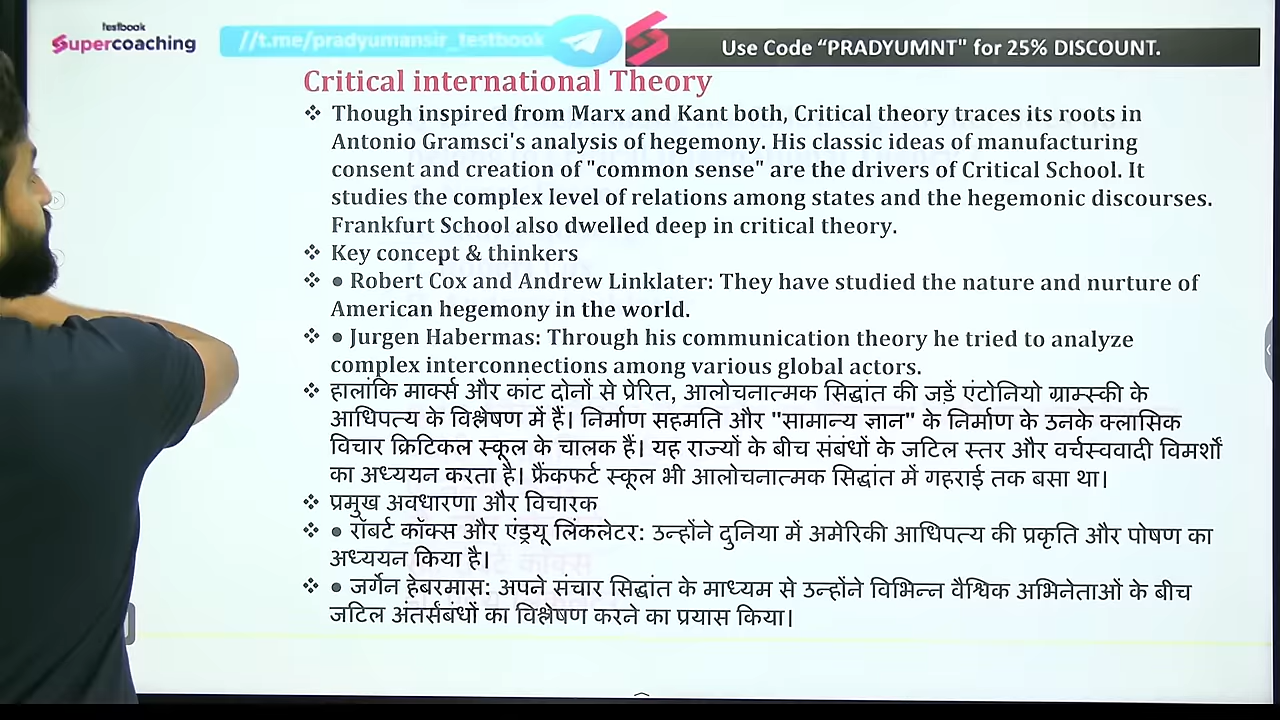 testbook
Supercoaching
//t.me/pradyumansir_testbook
Use Code “PRADYUMNT" for 25% DISCOUNT.
Critical international Theory
❖ Though inspired from Marx and Kant both, Critical theory traces its roots in
Antonio Gramsci's analysis of hegemony. His classic ideas of manufacturing
consent and creation of "common sense" are the drivers of Critical School. It
studies the complex level of relations among states and the hegemonic discourses.
Frankfurt School also dwelled deep in critical theory.
❖ Key concept & thinkers
❖ ● Robert Cox and Andrew Linklater: They have studied the nature and nurture of
American hegemony in the world.
❖ ● Jurgen Habermas: Through his communication theory he tried to analyze
complex interconnections among various global actors.
❖ हालांकि मार्क्स और कांट दोनों से प्रेरित, आलोचनात्मक सिद्धांत की जड़ें एंटोनियो ग्राम्स्की के
आधिपत्य के विश्लेषण में हैं। निर्माण सहमति और "सामान्य ज्ञान" के निर्माण के उनके क्लासिक
विचार क्रिटिकल स्कूल के चालक हैं। यह राज्यों के बीच संबंधों के जटिल स्तर और वर्चस्ववादी विमर्शों
का अध्ययन करता है। फ्रैंकफर्ट स्कूल भी आलोचनात्मक सिद्धांत में गहराई तक बसा था।
❖ प्रमुख अवधारणा और विचारक
❖ ● रॉबर्ट कॉक्स और एंड्रयू लिंकलेटर: उन्होंने दुनिया में अमेरिकी आधिपत्य की प्रकृति और पोषण का
अध्ययन किया है।
❖ ● जर्गेन हेबरमास: अपने संचार सिद्धांत के माध्यम से उन्होंने विभिन्न वैश्विक अभिनेताओं के बीच
जटिल अंतर्संबंधों का विश्लेषण करने का प्रयास किया।